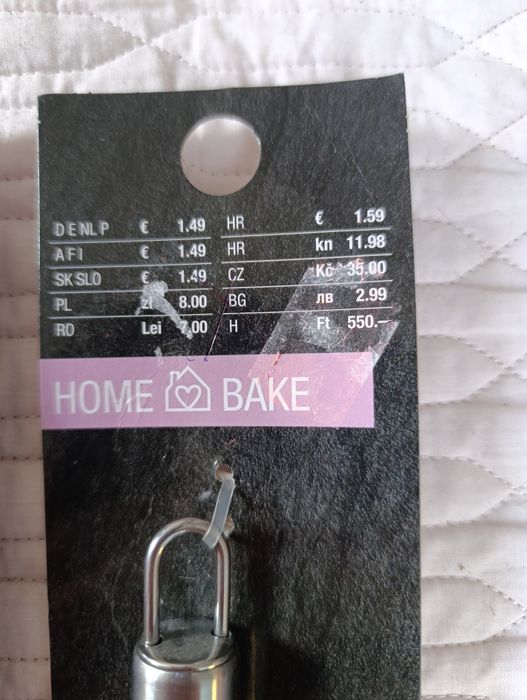 D E NL P € 1.49 HR € 1.59
A F I € 1.49 HR kn 11.98
SK SLO € 1.49 CZ Kč 35.00
PL zł 8.00 BG лв 2.99
RO Lei 7.00 H Ft 550.–
HOME BAKE